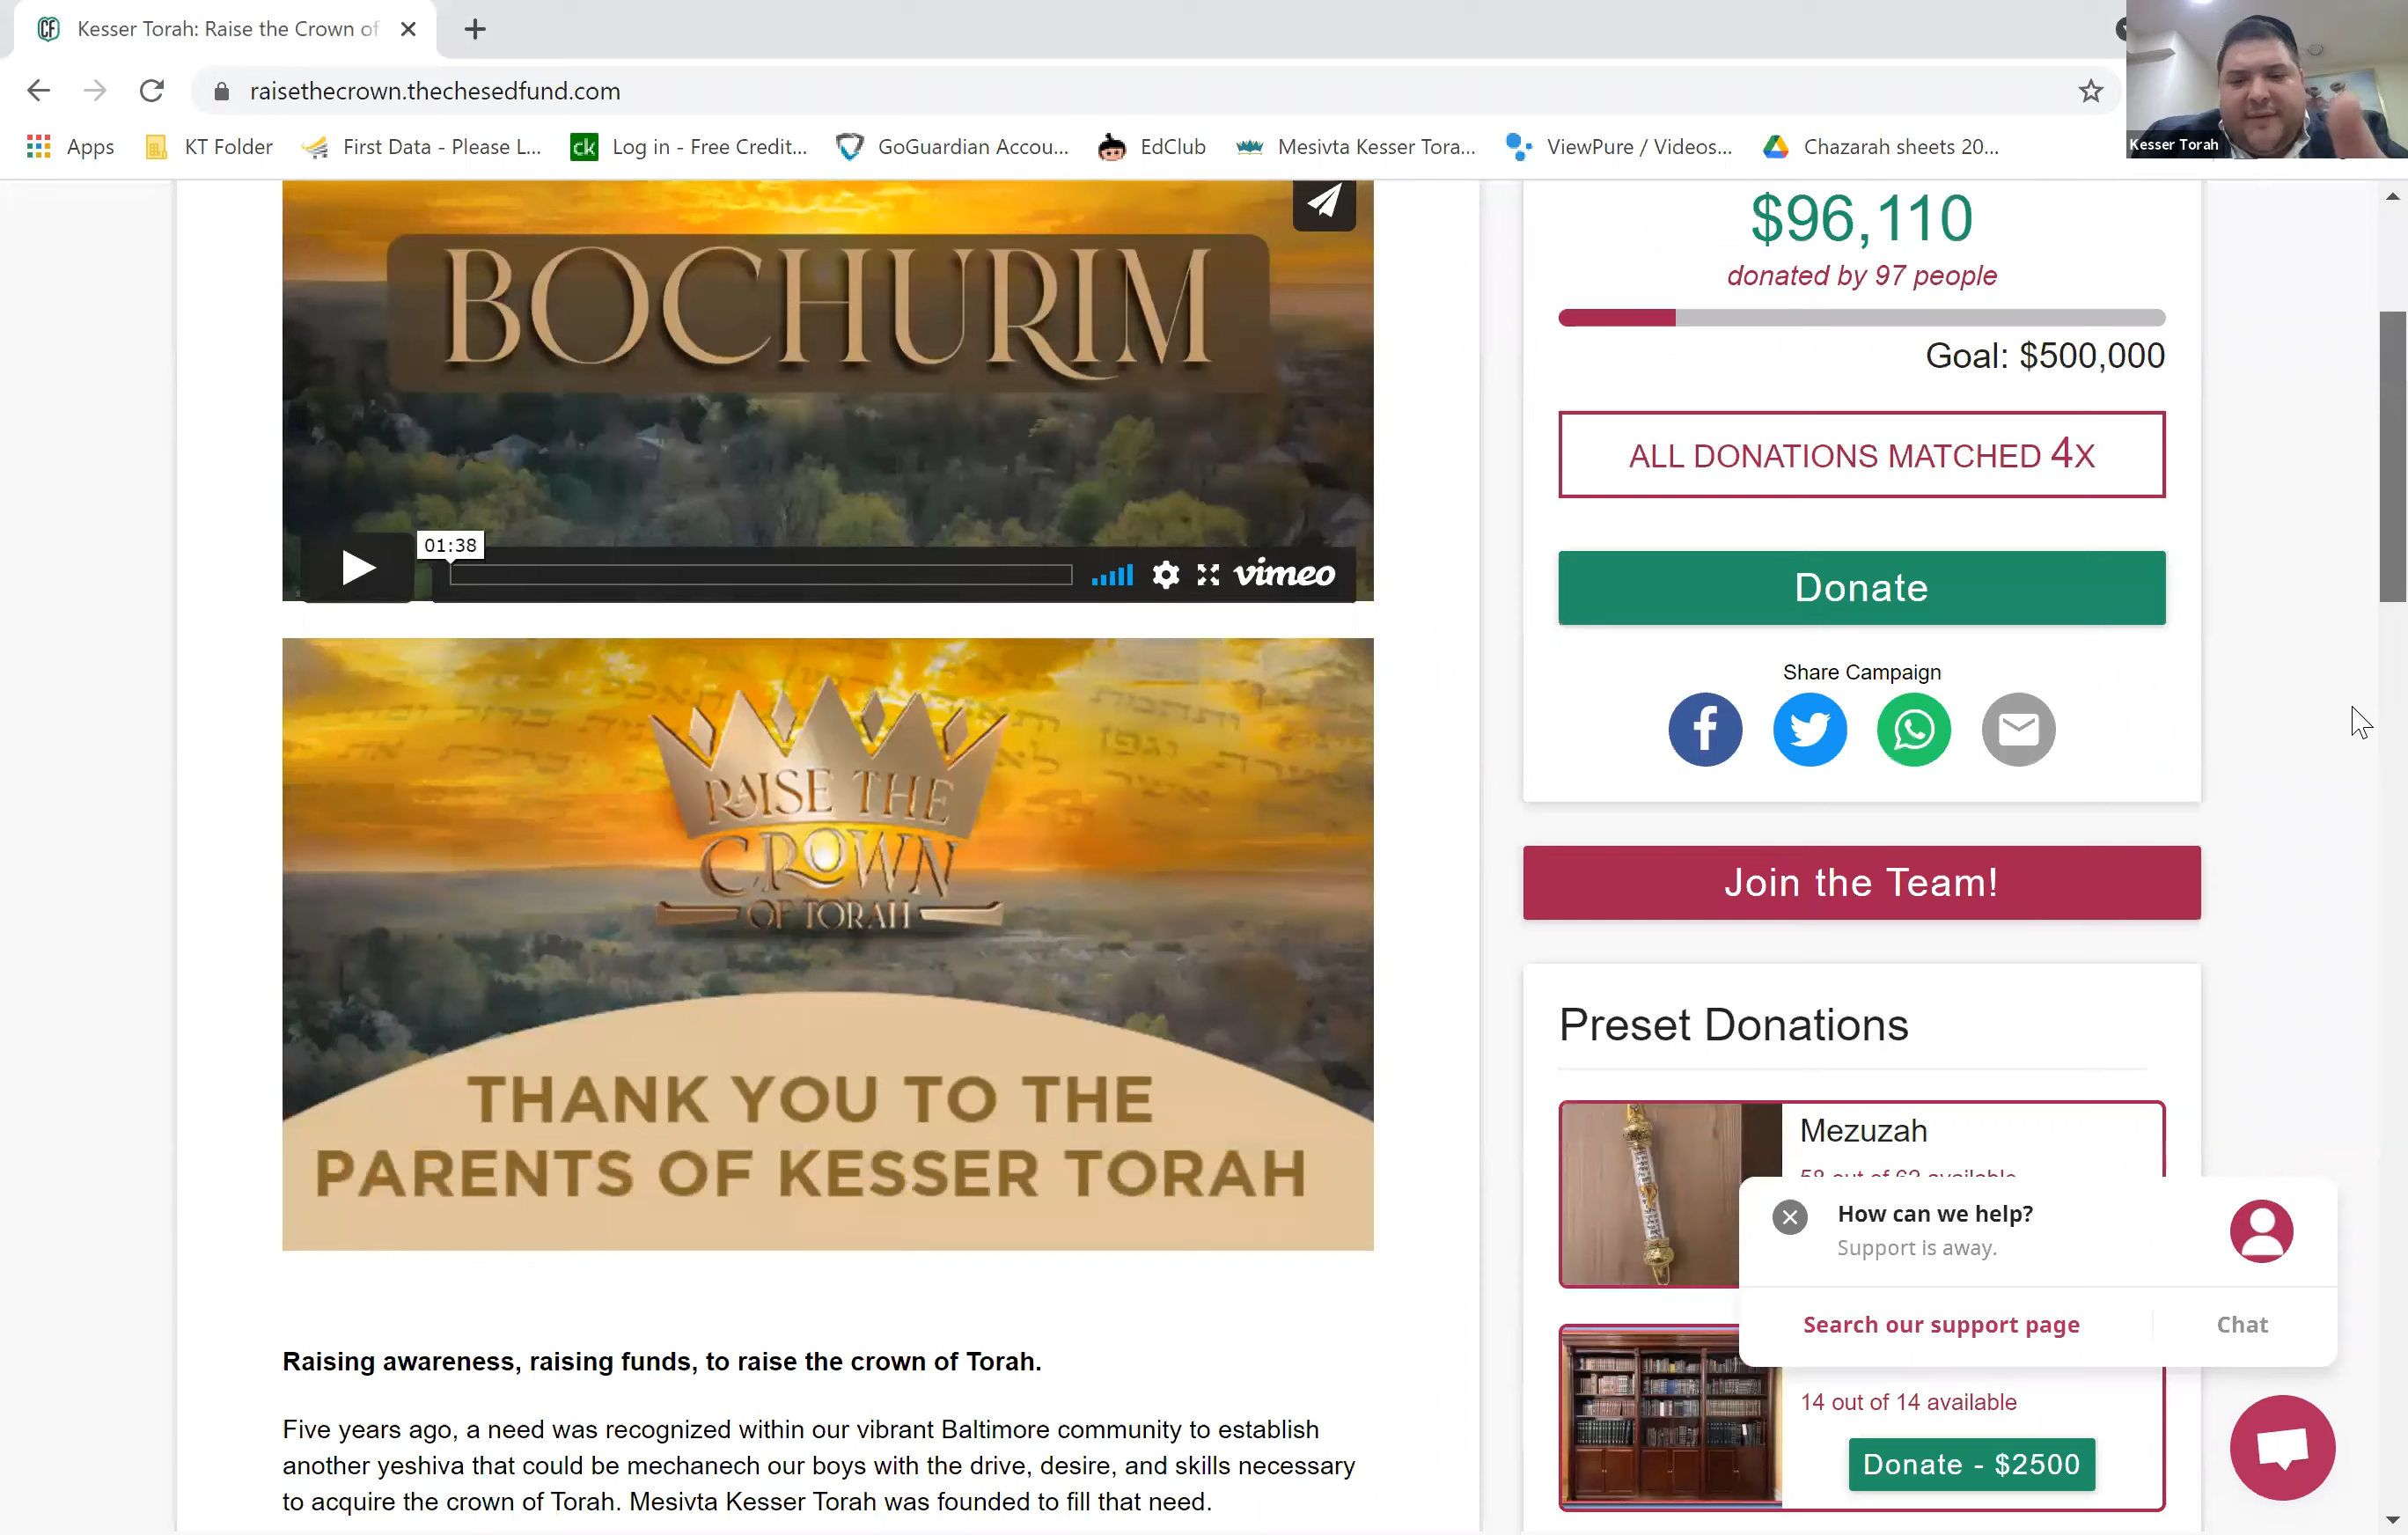 Kesser Torah: Raise the Crown of
raisethecrown.thechesedfund.com
Apps
KT Folder
First Data - Please L...
ck
Log in - Free Credit...
GoGuardian Accou...
EdClub
Mesivta Kesser Tora...
ViewPure / Videos...
Chazarah sheets 20...
Kesser Torah
BOCHURIM
01:38
vimeo
RAISE THE
CROWN
OF TORAH
THANK YOU TO THE
PARENTS OF KESSER TORAH
Raising awareness, raising funds, to raise the crown of Torah.
Five years ago, a need was recognized within our vibrant Baltimore community to establish
another yeshiva that could be mechanech our boys with the drive, desire, and skills necessary
to acquire the crown of Torah. Mesivta Kesser Torah was founded to fill that need.
$96,110
donated by 97 people
Goal: $500,000
ALL DONATIONS MATCHED 4X
Donate
Share Campaign
Join the Team!
Preset Donations
Mezuzah
How can we help?
Support is away.
Search our support page
Chat
14 out of 14 available
Donate - $2500